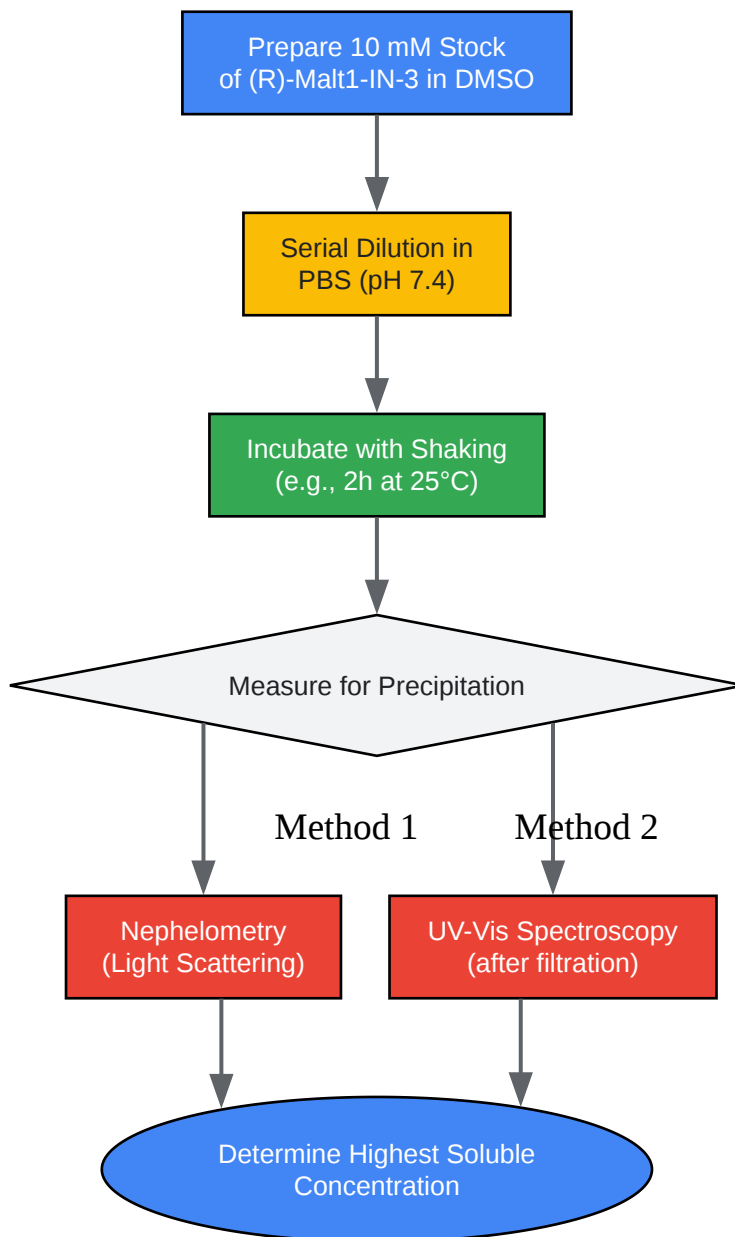 Prepare 10 mM Stock
of (R)-Malt1-IN-3 in DMSO
Serial Dilution in
PBS (pH 7.4)
Incubate with Shaking
(e.g., 2h at 25°C)
Measure for Precipitation
Method 1
Method 2
Nephelometry
(Light Scattering)
UV-Vis Spectroscopy
(after filtration)
Determine Highest Soluble
Concentration